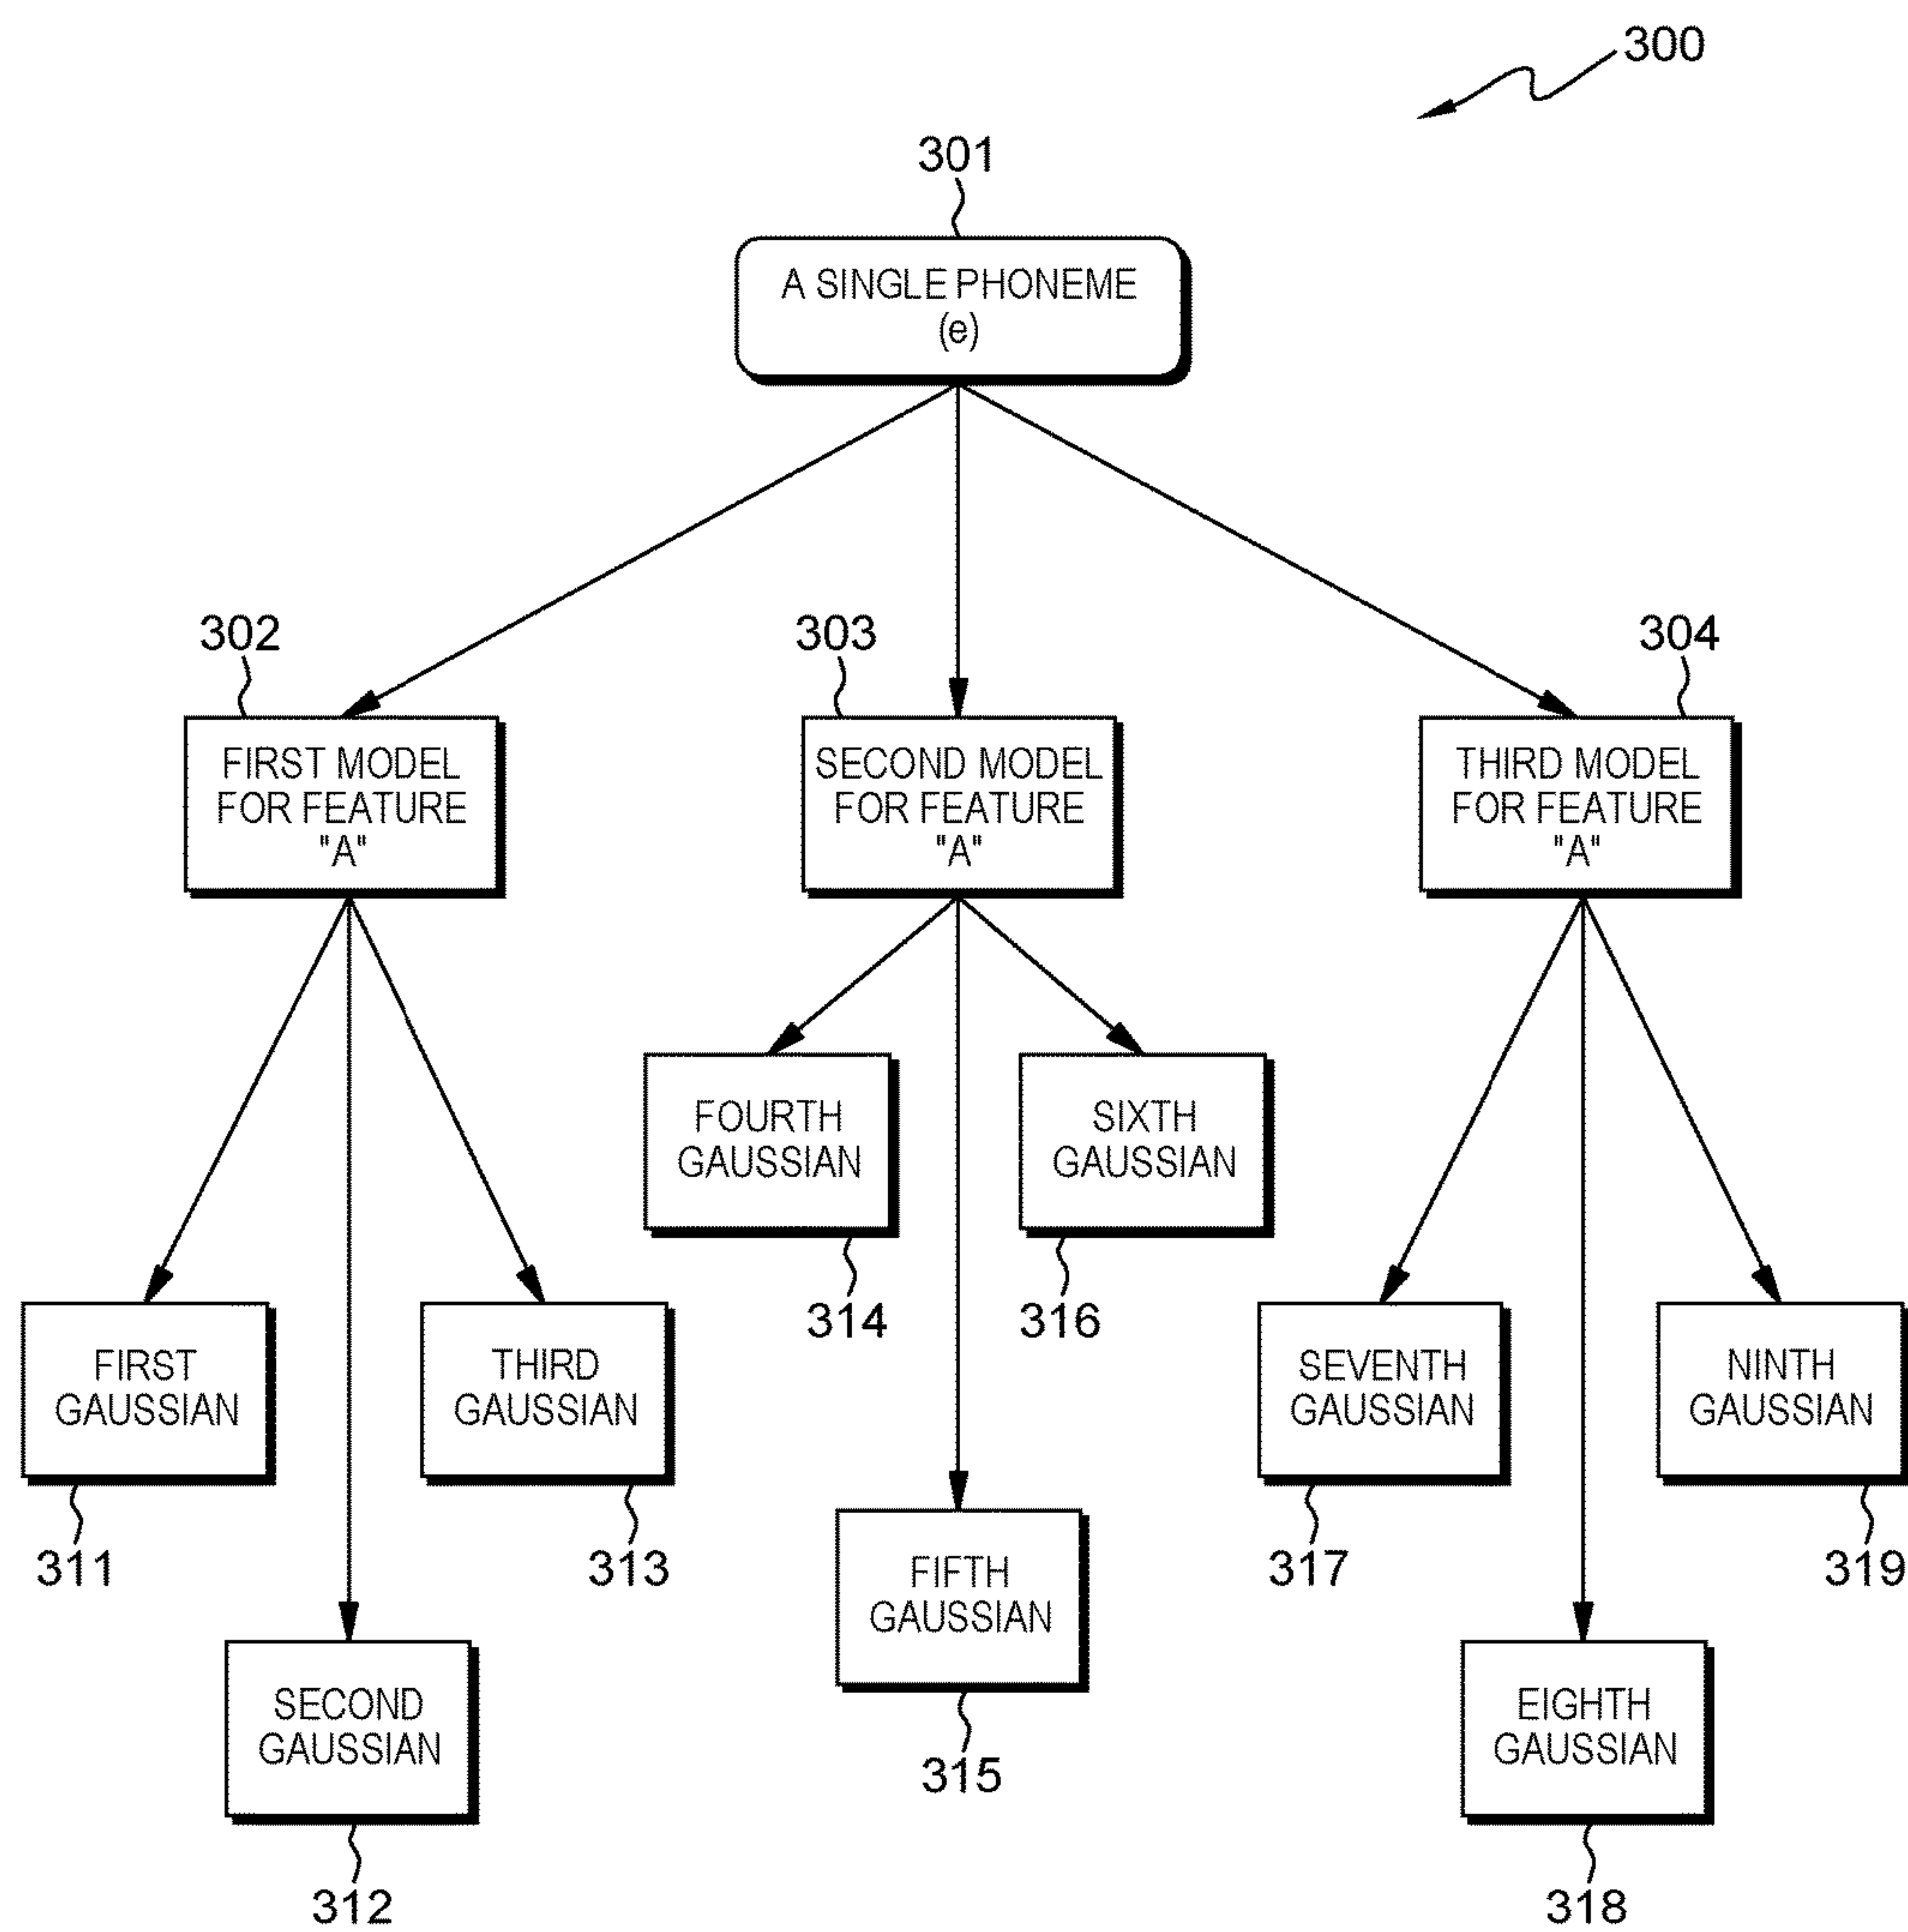 300
301
A SINGLE PHONEME
(e)
302
303
304
FIRST MODEL
FOR FEATURE
"A"
SECOND MODEL
FOR FEATURE
"A"
THIRD MODEL
FOR FEATURE
"A"
FOURTH
GAUSSIAN
SIXTH
GAUSSIAN
314
316
FIRST
GAUSSIAN
THIRD
GAUSSIAN
SEVENTH
GAUSSIAN
NINTH
GAUSSIAN
311
313
317
319
FIFTH
GAUSSIAN
315
SECOND
GAUSSIAN
EIGHTH
GAUSSIAN
312
318